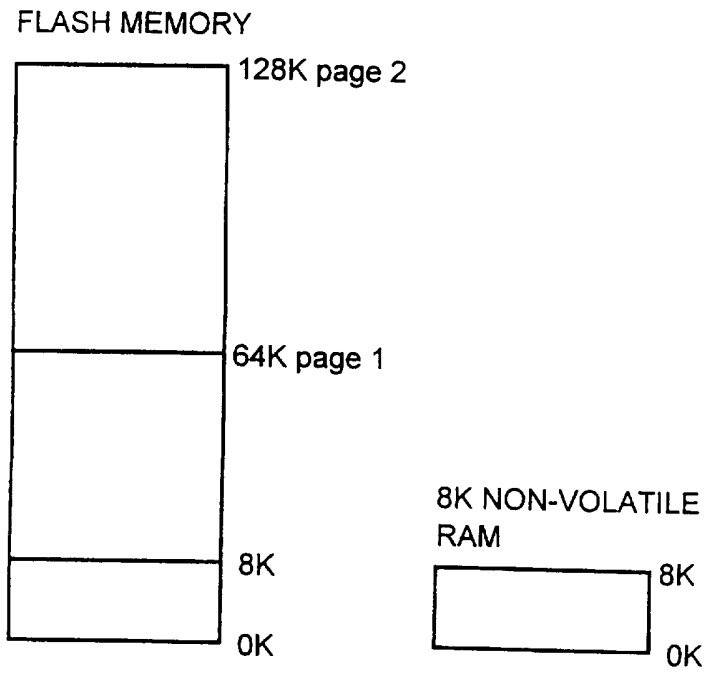 FLASH MEMORY
128K page 2
64K page 1
8K
0K
8K NON-VOLATILE
RAM
8K
0K